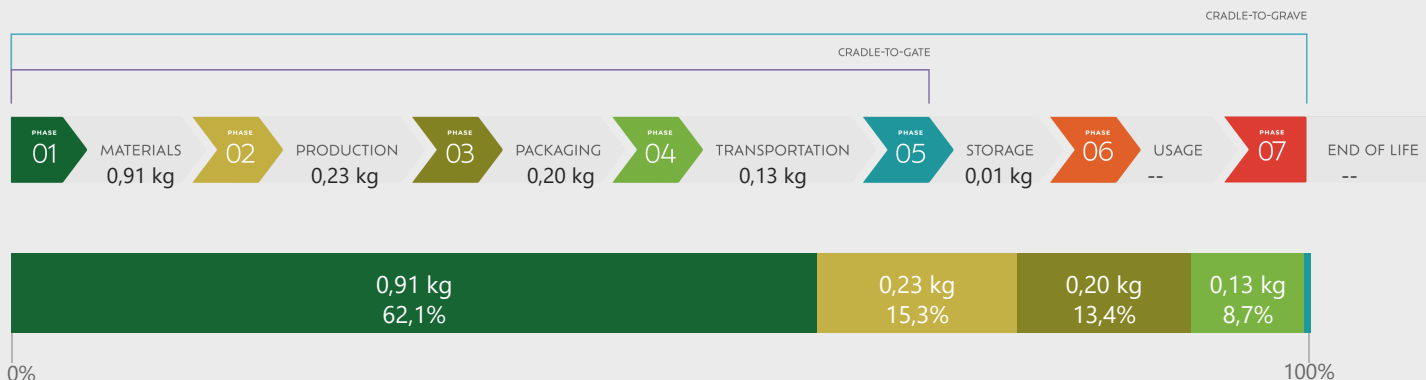 CRADLE-TO-GRAVE
CRADLE-TO-GATE
PHASE
01
MATERIALS
0,91 kg
PHASE
02
PRODUCTION
0,23 kg
PHASE
03
PACKAGING
0,20 kg
PHASE
04
TRANSPORTATION
0,13 kg
PHASE
05
STORAGE
0,01 kg
PHASE
06
USAGE
--
PHASE
07
END OF LIFE
--
0,91 kg
62,1%
0,23 kg
15,3%
0,20 kg
13,4%
0,13 kg
8,7%
0%
100%